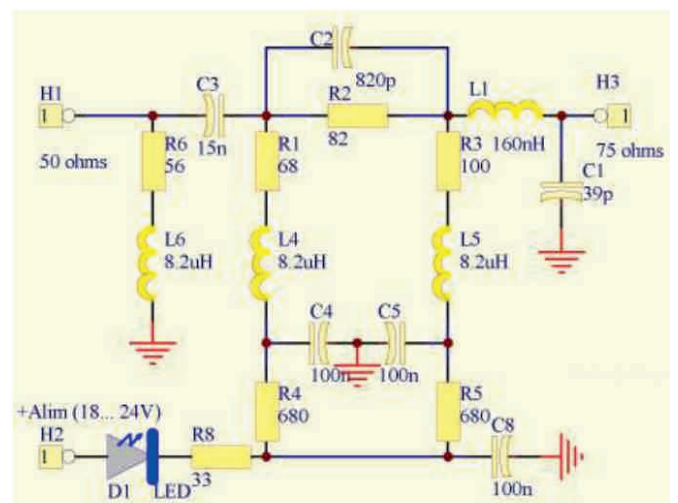 C2
820p
H1
1
50 ohms
C3
15n
R2
82
L1
160nH
H3
1
75 ohms
R6
56
R1
68
R3
100
C1
39p
L6
8.2uH
L4
8.2uH
L5
8.2uH
C4
100n
C5
100n
R4
680
R5
680
C8
100n
+Alim (18... 24V)
H2
1
D1
LED
R8
33